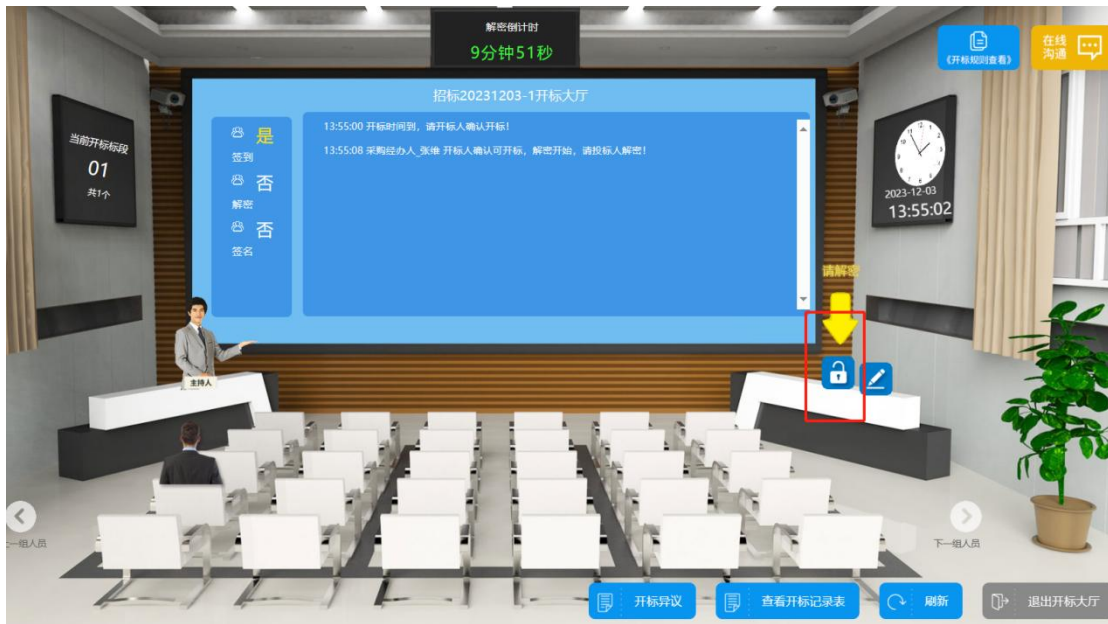 解密倒计时
9分钟51秒
《开标规则查看》
在线
沟通
招标20231203-1开标大厅
当前开标标段
01
共1个
是
签到
否
解密
否
签名
13:55:00 开标时间到，请开标人确认开标！
13:55:08 采购经办人_张维 开标人确认可开标，解密开始，请投标人解密！
2023-12-03
13:55:02
请解密
主持人
上一组人员
下一组人员
开标异议
查看开标记录表
刷新
退出开标大厅